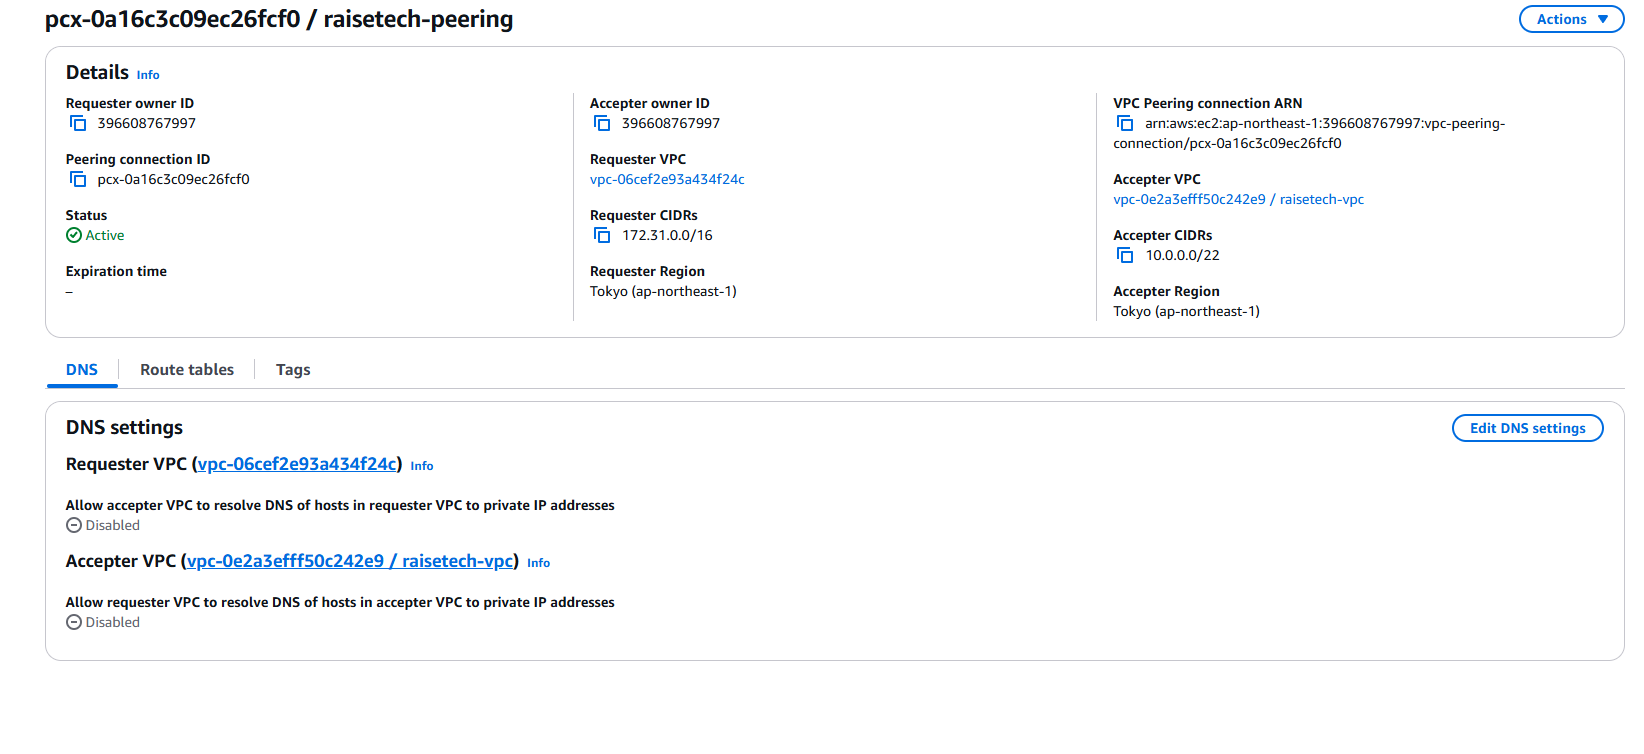 pcx-0a16c3c09ec26fcf0 / raisetech-peering
Actions
Details Info
Requester owner ID
396608767997
Peering connection ID
pcx-0a16c3c09ec26fcf0
Status
Active
Expiration time
–
Accepter owner ID
396608767997
Requester VPC
vpc-06cef2e93a434f24c
Requester CIDRs
172.31.0.0/16
Requester Region
Tokyo (ap-northeast-1)
VPC Peering connection ARN
arn:aws:ec2:ap-northeast-1:396608767997:vpc-peering-
connection/pcx-0a16c3c09ec26fcf0
Accepter VPC
vpc-0e2a3efff50c242e9 / raisetech-vpc
Accepter CIDRs
10.0.0.0/22
Accepter Region
Tokyo (ap-northeast-1)
DNS
Route tables
Tags
DNS settings
Edit DNS settings
Requester VPC (vpc-06cef2e93a434f24c) Info
Allow accepter VPC to resolve DNS of hosts in requester VPC to private IP addresses
Disabled
Accepter VPC (vpc-0e2a3efff50c242e9 / raisetech-vpc) Info
Allow requester VPC to resolve DNS of hosts in accepter VPC to private IP addresses
Disabled